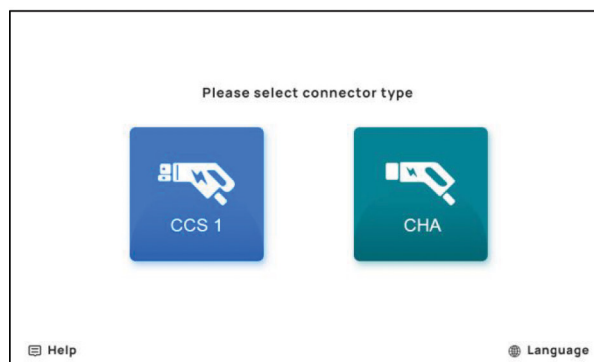 Please select connector type
CCS 1
CHA
Help
Language